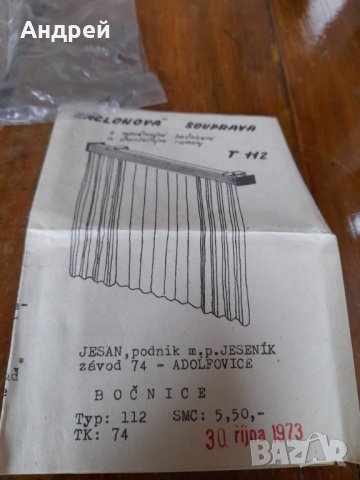 Андрей
ZÁCLONOVÁ SOUPRAVA
s
T 112
JESAN, podnik m.p. JESENÍK
závod 74 - ADOLFOVICE
BOČNICE
Typ: 112 SMC: 5,50,-
TK: 74
30. října 1973
BAZAR